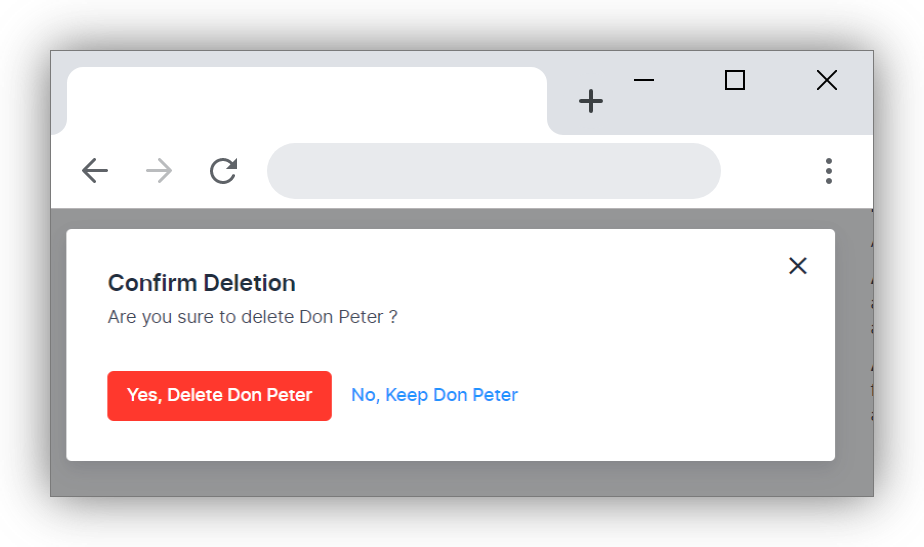 Confirm Deletion
Are you sure to delete Don Peter ?
Yes, Delete Don Peter
No, Keep Don Peter